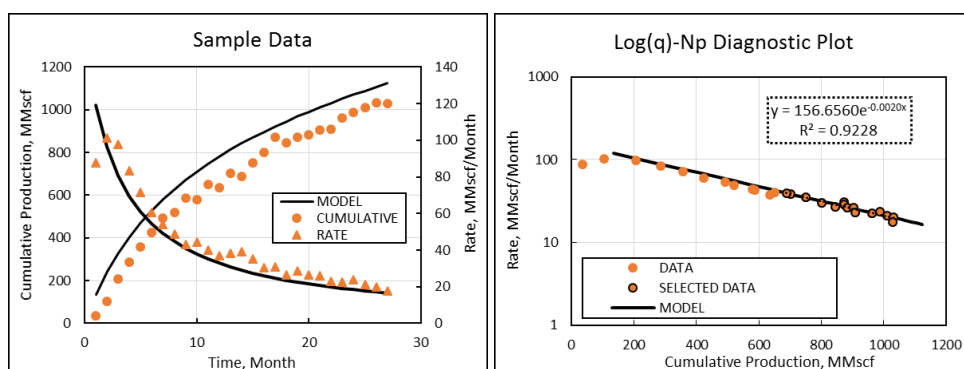 Sample Data
1200
1000
800
600
400
200
0
Cumulative Production, MMscf
140
120
100
80
60
40
20
0
Rate, MMscf/Month
MODEL
CUMULATIVE
RATE
0
10
20
30
Time, Month
Log(q)-Np Diagnostic Plot
1000
100
10
1
Rate, MMscf/Month
y = 156.6560e-0.0020x
R² = 0.9228
DATA
SELECTED DATA
MODEL
0
200
400
600
800
1000
1200
Cumulative Production, MMscf